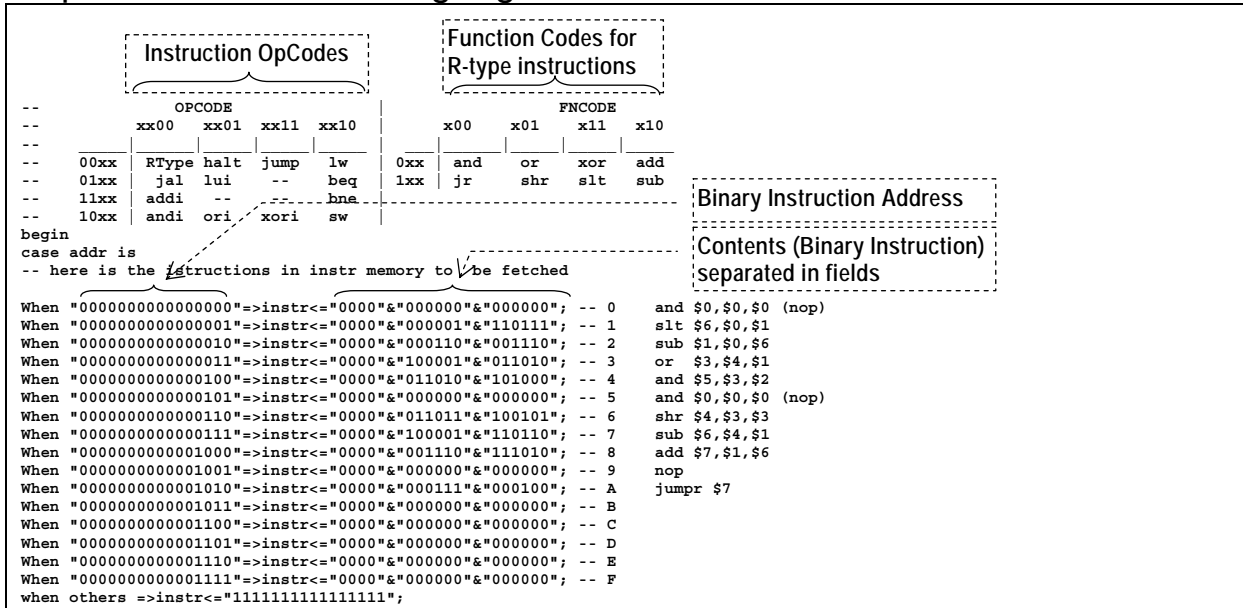 Instruction OpCodes
Function Codes for
R-type instructions
-- OPCODE | FNCODE
-- xx00 xx01 xx11 xx10 | x00 x01 x11 x10
-- _____|______|_____|_____|_____ | ___|_____|______|_____|_____
-- 00xx | RType halt jump lw | 0xx | and or xor add
-- 01xx | jal lui -- beq | 1xx | jr shr slt sub
-- 11xx | addi -- -- bne |
-- 10xx | andi ori xori sw |
Binary Instruction Address
Contents (Binary Instruction)
separated in fields
begin
case addr is
-- here is the istructions in instr memory to be fetched
When "0000000000000000"=>instr<="0000"&"000000"&"000000"; -- 0 and $0,$0,$0 (nop)
When "0000000000000001"=>instr<="0000"&"000001"&"110111"; -- 1 slt $6,$0,$1
When "0000000000000010"=>instr<="0000"&"000110"&"001110"; -- 2 sub $1,$0,$6
When "0000000000000011"=>instr<="0000"&"100001"&"011010"; -- 3 or $3,$4,$1
When "0000000000000100"=>instr<="0000"&"011010"&"101000"; -- 4 and $5,$3,$2
When "0000000000000101"=>instr<="0000"&"000000"&"000000"; -- 5 and $0,$0,$0 (nop)
When "0000000000000110"=>instr<="0000"&"011011"&"100101"; -- 6 shr $4,$3,$3
When "0000000000000111"=>instr<="0000"&"100001"&"110110"; -- 7 sub $6,$4,$1
When "0000000000001000"=>instr<="0000"&"001110"&"111010"; -- 8 add $7,$1,$6
When "0000000000001001"=>instr<="0000"&"000000"&"000000"; -- 9 nop
When "0000000000001010"=>instr<="0000"&"000111"&"000100"; -- A jumpr $7
When "0000000000001011"=>instr<="0000"&"000000"&"000000"; -- B
When "0000000000001100"=>instr<="0000"&"000000"&"000000"; -- C
When "0000000000001101"=>instr<="0000"&"000000"&"000000"; -- D
When "0000000000001110"=>instr<="0000"&"000000"&"000000"; -- E
When "0000000000001111"=>instr<="0000"&"000000"&"000000"; -- F
when others =>instr<="1111111111111111";